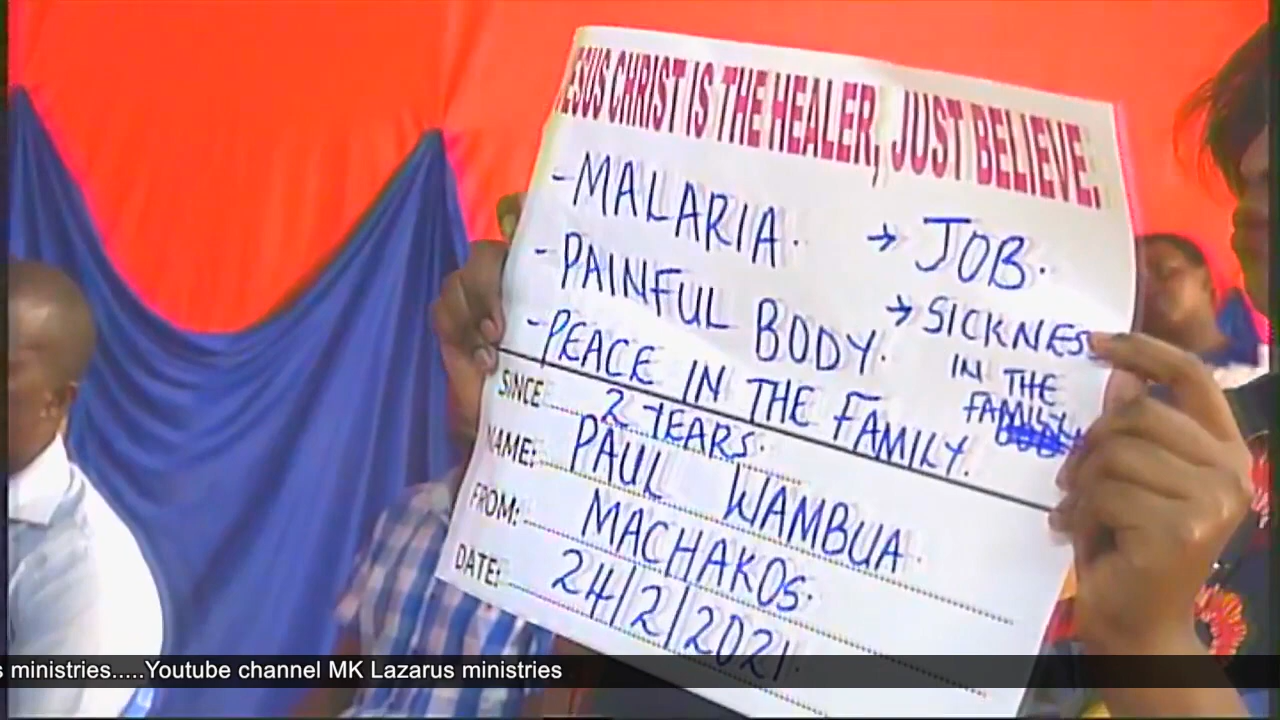 JESUS CHRIST IS THE HEALER, JUST BELIEVE.
-MALARIA.
-PAINFUL BODY.
-PEACE IN THE FAMILY.
→ JOB.
→ SICKNESS
IN THE
FAMILY
SINCE 2 YEARS.
NAME: PAUL WAMBUA.
FROM: MACHAKOS.
DATE: 24/2/2021.
s ministries.....Youtube channel MK Lazarus ministries